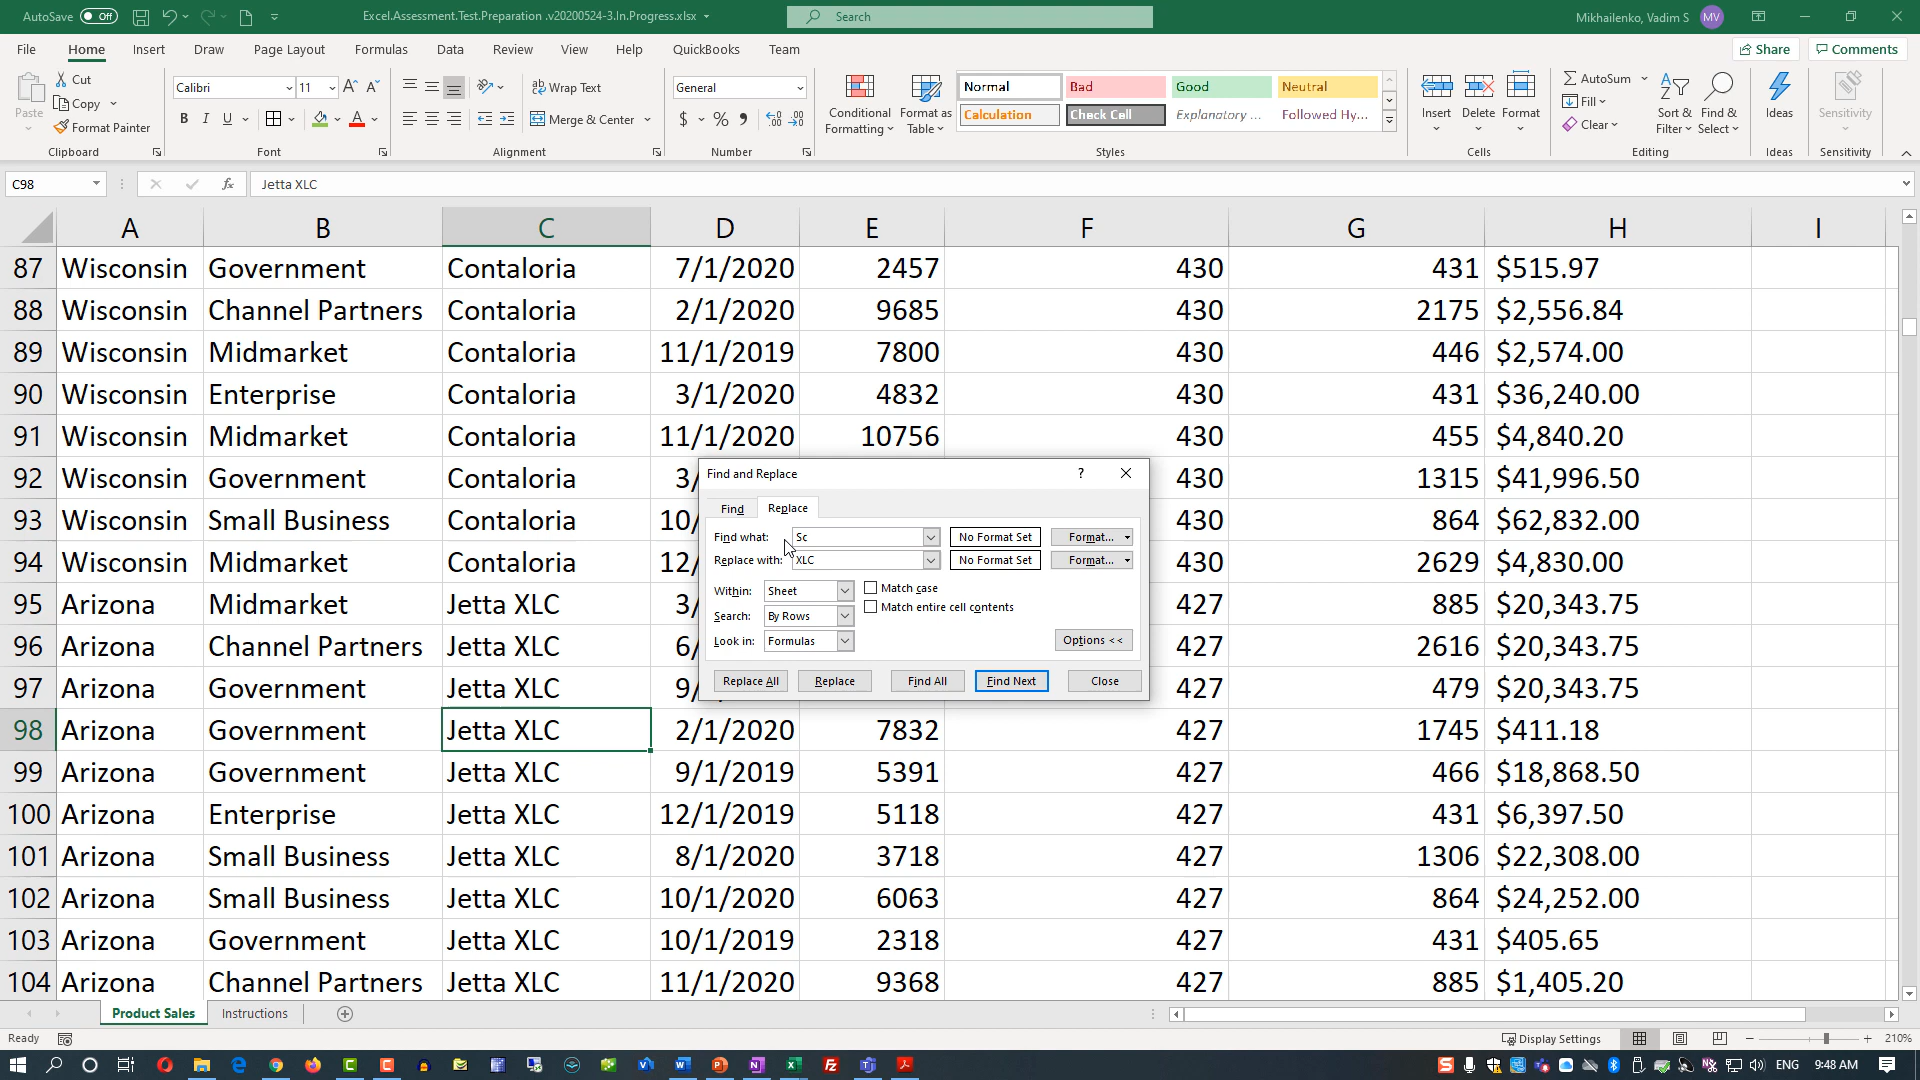 AutoSave Off Excel.Assessment.Test.Preparation .v20200524-3.In.Progress.xlsx Search Mikhailenko, Vadim S MV
File Home Insert Draw Page Layout Formulas Data Review View Help QuickBooks Team Share Comments
Paste Cut Copy Format Painter
Calibri 11 B I U A
Wrap Text Merge & Center
General $ % 9
Conditional Formatting Format as Table
Normal Bad Good Neutral
Calculation Check Cell Explanatory ... Followed Hy...
Insert Delete Format
AutoSum Fill Clear Sort & Filter Find & Select
Ideas Sensitivity
Clipboard Font Alignment Number Styles Cells Editing Ideas Sensitivity
C98 fx Jetta XLC
A B C D E F G H I
87 Wisconsin Government Contaloria 7/1/2020 2457 430 431 $515.97
88 Wisconsin Channel Partners Contaloria 2/1/2020 9685 430 2175 $2,556.84
89 Wisconsin Midmarket Contaloria 11/1/2019 7800 430 446 $2,574.00
90 Wisconsin Enterprise Contaloria 3/1/2020 4832 430 431 $36,240.00
91 Wisconsin Midmarket Contaloria 11/1/2020 10756 430 455 $4,840.20
92 Wisconsin Government Contaloria 3/ 430 1315 $41,996.50
93 Wisconsin Small Business Contaloria 10/ 430 864 $62,832.00
94 Wisconsin Midmarket Contaloria 12/ 430 2629 $4,830.00
95 Arizona Midmarket Jetta XLC 3/ 427 885 $20,343.75
96 Arizona Channel Partners Jetta XLC 6/ 427 2616 $20,343.75
97 Arizona Government Jetta XLC 9/ 427 479 $20,343.75
98 Arizona Government Jetta XLC 2/1/2020 7832 427 1745 $411.18
99 Arizona Government Jetta XLC 9/1/2019 5391 427 466 $18,868.50
100 Arizona Enterprise Jetta XLC 12/1/2019 5118 427 431 $6,397.50
101 Arizona Small Business Jetta XLC 8/1/2020 3718 427 1306 $22,308.00
102 Arizona Small Business Jetta XLC 10/1/2020 6063 427 864 $24,252.00
103 Arizona Government Jetta XLC 10/1/2019 2318 427 431 $405.65
104 Arizona Channel Partners Jetta XLC 11/1/2020 9368 427 885 $1,405.20
Find and Replace ?
Find Replace
Find what: Sc No Format Set Format...
Replace with: XLC No Format Set Format...
Within: Sheet Match case
Search: By Rows Match entire cell contents
Look in: Formulas Options <<
Replace All Replace Find All Find Next Close
Product Sales Instructions
Ready Display Settings 210%
ENG 9:48 AM